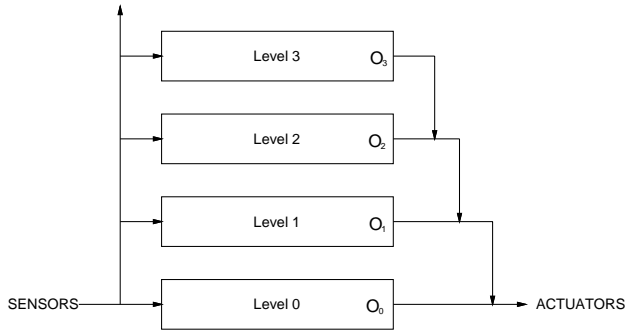 Level 3 O₃
Level 2 O₂
Level 1 O₁
SENSORS Level 0 O₀ ACTUATORS